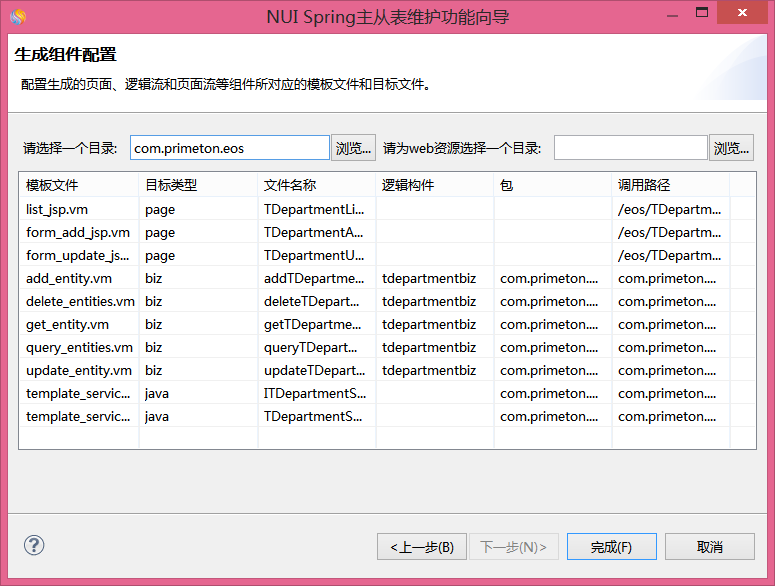 NUI Spring主从表维护功能向导
生成组件配置
配置生成的页面、逻辑流和页面流等组件所对应的模板文件和目标文件。
请选择一个目录: com.primeton.eos 浏览... 请为web资源选择一个目录: 浏览...
模板文件 目标类型 文件名称 逻辑构件 包 调用路径
list_jsp.vm page TDepartmentLi... /eos/TDepartm...
form_add_jsp.vm page TDepartmentA... /eos/TDepartm...
form_update_js... page TDepartmentU... /eos/TDepartm...
add_entity.vm biz addTDepartme... tdepartmentbiz com.primeton.... com.primeton....
delete_entities.vm biz deleteTDepart... tdepartmentbiz com.primeton.... com.primeton....
get_entity.vm biz getTDepartme... tdepartmentbiz com.primeton.... com.primeton....
query_entities.vm biz queryTDepart... tdepartmentbiz com.primeton.... com.primeton....
update_entity.vm biz updateTDepart... tdepartmentbiz com.primeton.... com.primeton....
template_servic... java ITDepartmentS... com.primeton.... com.primeton....
template_servic... java TDepartmentS... com.primeton.... com.primeton....
? <上一步(B) 下一步(N)> 完成(F) 取消